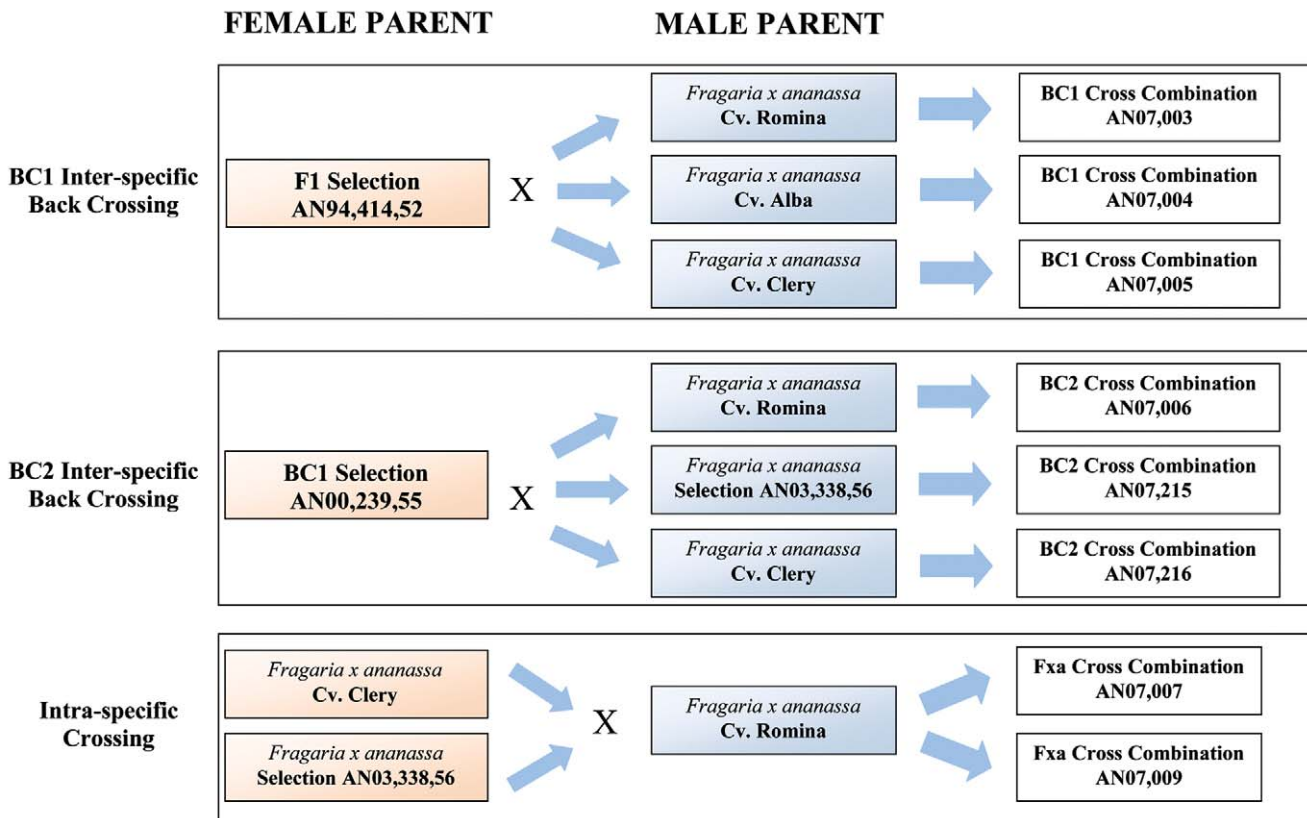 FEMALE PARENT
MALE PARENT
BC1 Inter-specific
Back Crossing
F1 Selection
AN94,414,52
X
Fragaria x ananassa
Cv. Romina
BC1 Cross Combination
AN07,003
Fragaria x ananassa
Cv. Alba
BC1 Cross Combination
AN07,004
Fragaria x ananassa
Cv. Clery
BC1 Cross Combination
AN07,005
BC2 Inter-specific
Back Crossing
BC1 Selection
AN00,239,55
X
Fragaria x ananassa
Cv. Romina
BC2 Cross Combination
AN07,006
Fragaria x ananassa
Selection AN03,338,56
BC2 Cross Combination
AN07,215
Fragaria x ananassa
Cv. Clery
BC2 Cross Combination
AN07,216
Intra-specific
Crossing
Fragaria x ananassa
Cv. Clery
Fragaria x ananassa
Selection AN03,338,56
X
Fragaria x ananassa
Cv. Romina
Fxa Cross Combination
AN07,007
Fxa Cross Combination
AN07,009